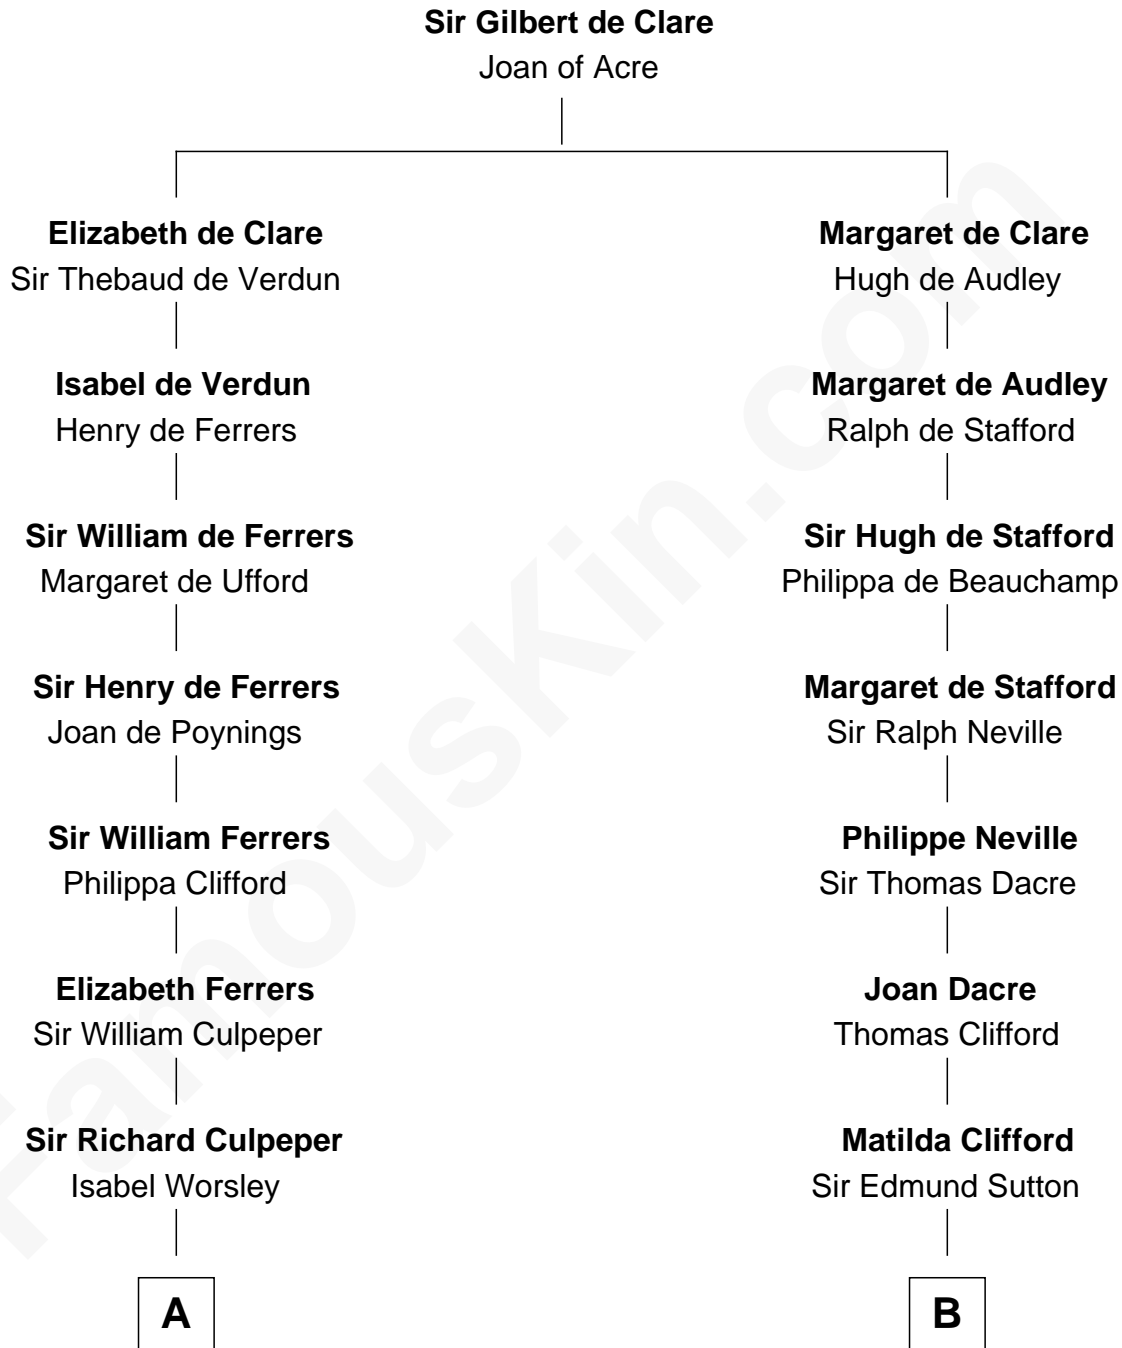 Sir Gilbert de Clare
Joan of Acre
Elizabeth de Clare
Sir Thebaud de Verdun
Margaret de Clare
Hugh de Audley
Isabel de Verdun
Henry de Ferrers
Margaret de Audley
Ralph de Stafford
Sir William de Ferrers
Margaret de Ufford
Sir Hugh de Stafford
Philippa de Beauchamp
Sir Henry de Ferrers
Joan de Poynings
Margaret de Stafford
Sir Ralph Neville
Sir William Ferrers
Philippa Clifford
Philippe Neville
Sir Thomas Dacre
Elizabeth Ferrers
Sir William Culpeper
Joan Dacre
Thomas Clifford
Sir Richard Culpeper
Isabel Worsley
Matilda Clifford
Sir Edmund Sutton
A
B
FamousKin.com